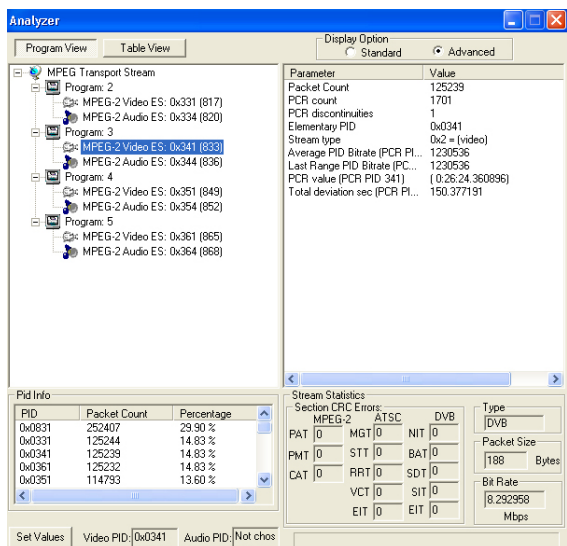 Analyzer
Program View
Table View
Display Option
Standard
Advanced
MPEG Transport Stream
Program: 2
MPEG-2 Video ES: 0x331 (817)
MPEG-2 Audio ES: 0x334 (820)
Program: 3
MPEG-2 Video ES: 0x341 (833)
MPEG-2 Audio ES: 0x344 (836)
Program: 4
MPEG-2 Video ES: 0x351 (849)
MPEG-2 Audio ES: 0x354 (852)
Program: 5
MPEG-2 Video ES: 0x361 (865)
MPEG-2 Audio ES: 0x364 (868)
Parameter Value
Packet Count 125239
PCR count 1701
PCR discontinuities 1
Elementary PID 0x0341
Stream type 0x2 = (video)
Average PID Bitrate (PCR PI... 1230536
Last Range PID Bitrate (PC... 1230536
PCR value (PCR PID 341) ( 0:26:24.360896)
Total deviation sec (PCR PI... 150.377191
Pid Info
PID Packet Count Percentage
0x0831 252407 29.90 %
0x0331 125244 14.83 %
0x0341 125239 14.83 %
0x0361 125232 14.83 %
0x0351 114793 13.60 %
Set Values Video PID: 0x0341 Audio PID: Not chos
Stream Statistics
Section CRC Errors:
MPEG-2 ATSC DVB
PAT 0 MGT 0 NIT 0
PMT 0 STT 0 BAT 0
CAT 0 RRT 0 SDT 0
VCT 0 SIT 0
EIT 0 EIT 0
Type
DVB
Packet Size
188 Bytes
Bit Rate
8.292958
Mbps